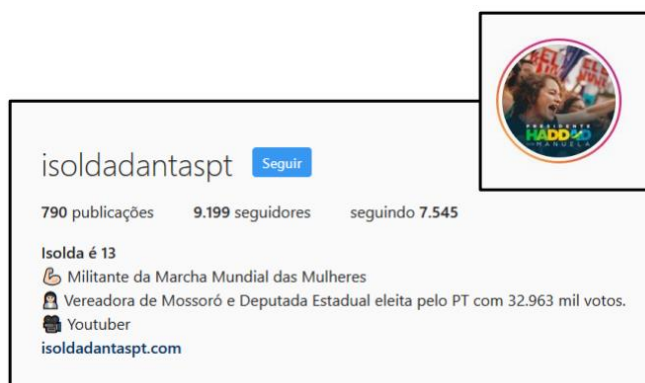 PRESIDENTE
HADDAD
MANUELA
isoldadantaspt Seguir
790 publicações 9.199 seguidores seguindo 7.545
Isolda é 13
Militante da Marcha Mundial das Mulheres
Vereadora de Mossoró e Deputada Estadual eleita pelo PT com 32.963 mil votos.
Youtuber
isoldadantaspt.com